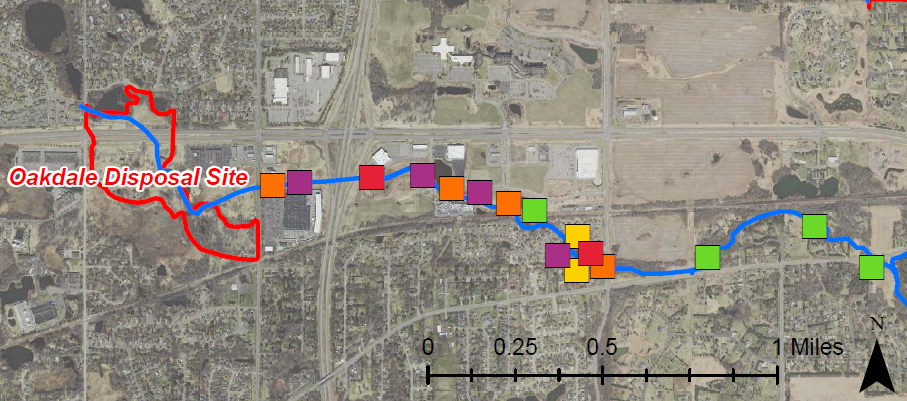 Oakdale Disposal Site
N
0 0.25 0.5 1 Miles